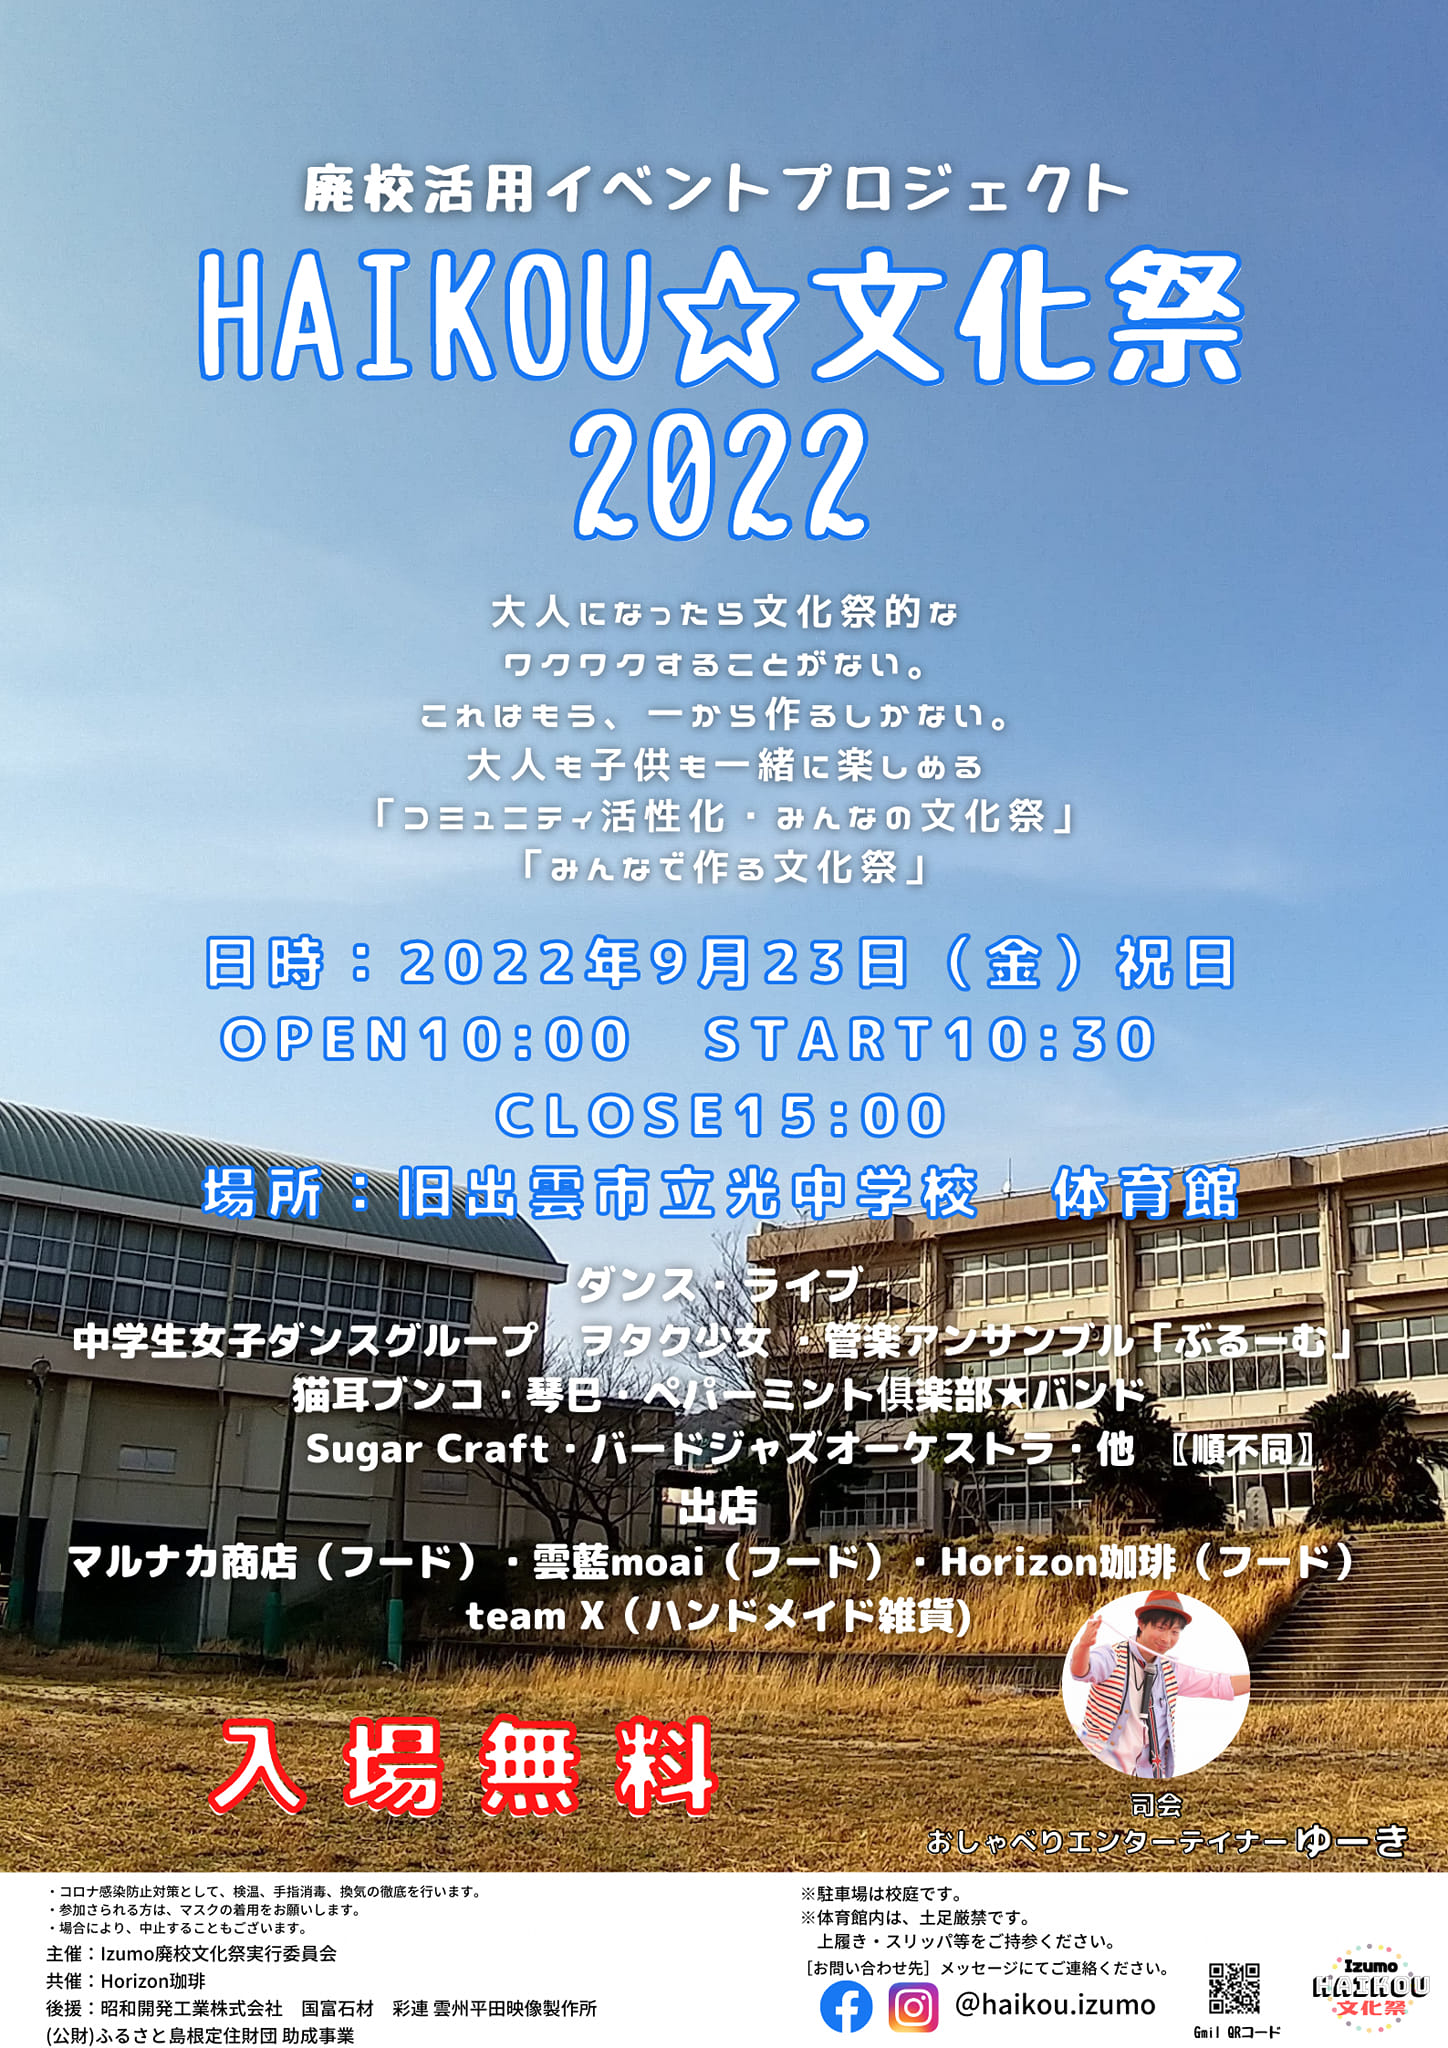 廃校活用イベントプロジェクト
HAIKOU☆文化祭
2022
大人になったら文化祭的な
ワクワクすることがない。
これはもう、一から作るしかない。
大人も子供も一緒に楽しめる
「コミュニティ活性化・みんなの文化祭」
「みんなで作る文化祭」
日時：2022年9月23日（金）祝日
OPEN10:00　START10:30
CLOSE15:00
場所：旧出雲市立光中学校　体育館
ダンス・ライブ
中学生女子ダンスグループ　ヲタク少女 ・管楽アンサンブル「ぶるーむ」
猫耳ブンコ・琴巳・ペパーミント倶楽部★バンド
Sugar Craft・バードジャズオーケストラ・他 〖順不同〗
出店
マルナカ商店（フード）・雲藍moai（フード）・Horizon珈琲（フード）
team X（ハンドメイド雑貨)
入場無料
司会
おしゃべりエンターテイナーゆーき
・コロナ感染防止対策として、検温、手指消毒、換気の徹底を行います。
・参加される方は、マスクの着用をお願いします。
・場合により、中止することもございます。
主催：Izumo廃校文化祭実行委員会
共催：Horizon珈琲
後援：昭和開発工業株式会社　国富石材　彩連 雲州平田映像製作所
(公財)ふるさと島根定住財団 助成事業
※駐車場は校庭です。
※体育館内は、土足厳禁です。
上履き・スリッパ等をご持参ください。
［お問い合わせ先］メッセージにてご連絡ください。
@haikou.izumo
Gmil QRコード
Izumo
HAIKOU
文化祭